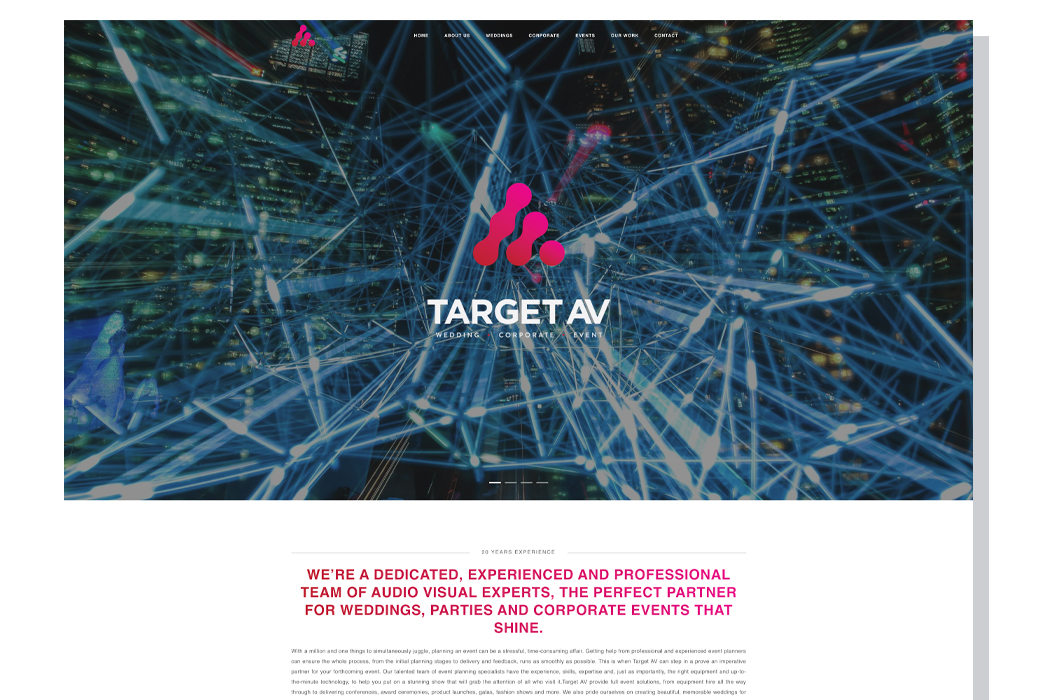 HOME ABOUT US WEDDINGS CORPORATE EVENTS OUR WORK CONTACT
TARGET AV
WEDDING CORPORATE EVENT
20 YEARS EXPERIENCE
WE'RE A DEDICATED, EXPERIENCED AND PROFESSIONAL
TEAM OF AUDIO VISUAL EXPERTS, THE PERFECT PARTNER
FOR WEDDINGS, PARTIES AND CORPORATE EVENTS THAT
SHINE.
With a million and one things to simultaneously juggle, planning an event can be a stressful, time-consuming affair. Getting help from professional and experienced event planners
can ensure the whole process, from the initial planning stages to delivery and feedback, runs as smoothly as possible. This is when Target AV can step in a prove an imperative
partner for your forthcoming event. Our talented team of event planning specialists have the experience, skills, expertise and, just as importantly, the right equipment and up-to-
the-minute technology, to help you put on a stunning show that will grab the attention of all who visit it.Target AV provide full event solutions, from equipment hire all the way
through to delivering conferences, award ceremonies, product launches, galas, fashion shows and more. We also pride ourselves on creating beautiful, memorable weddings for